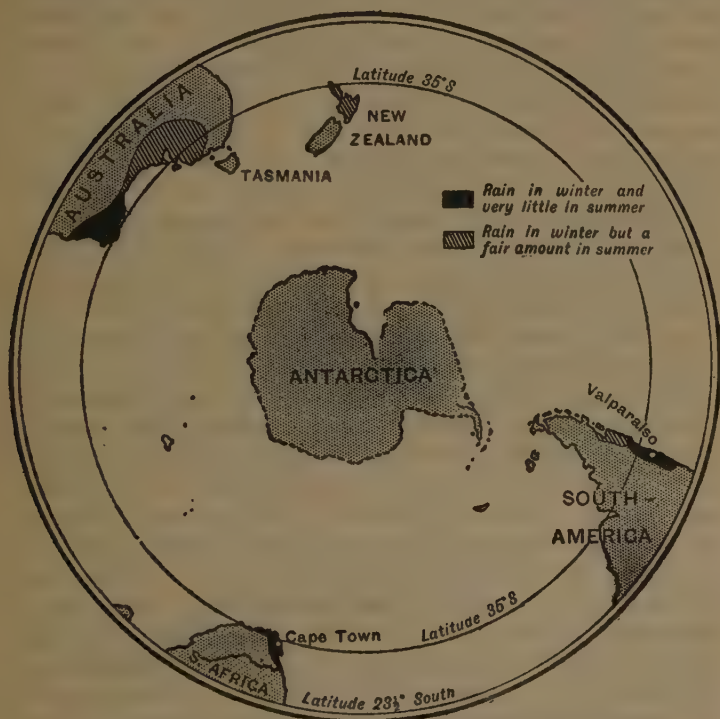 Latitude 35°S
AUSTRALIA
NEW
ZEALAND
TASMANIA
Rain in winter and
very little in summer
Rain in winter but a
fair amount in summer
ANTARCTICA
Valparaiso
SOUTH
AMERICA
Cape Town
Latitude 35°S
S. AFRICA
Latitude 23½° South